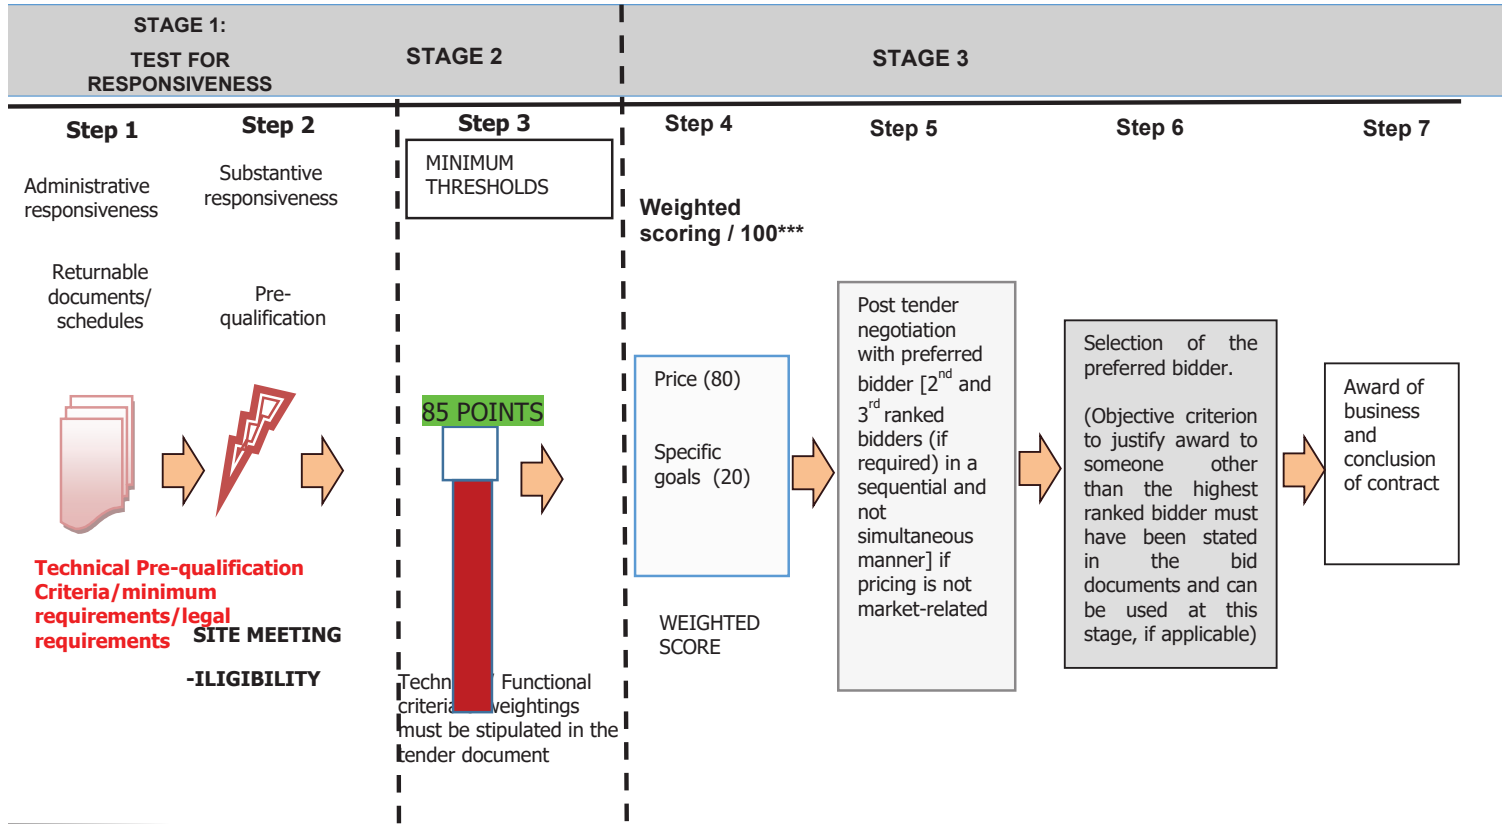 STAGE 1:
TEST FOR
RESPONSIVENESS
STAGE 2
STAGE 3
Step 1
Step 2
Step 3
Step 4
Step 5
Step 6
Step 7
Administrative
responsiveness
Returnable
documents/
schedules
Substantive
responsiveness
Pre-
qualification
Technical Pre-qualification
Criteria/minimum
requirements/legal
requirements
SITE MEETING
-ILIGIBILITY
MINIMUM
THRESHOLDS
85 POINTS
Functional
must be stipulated in the
tender document
Weighted
scoring / 100***
Price (80)
Specific
goals (20)
WEIGHTED
SCORE
Post tender
negotiation
with preferred
bidder [2nd and
3rd ranked
bidders (if
required) in a
sequential and
not
simultaneous
manner] if
pricing is not
market-related
Selection of the
preferred bidder.
(Objective criterion
to justify award to
someone other
than the highest
ranked bidder must
have been stated
in the bid
documents and can
be used at this
stage, if applicable)
Award of
business
and
conclusion
of contract